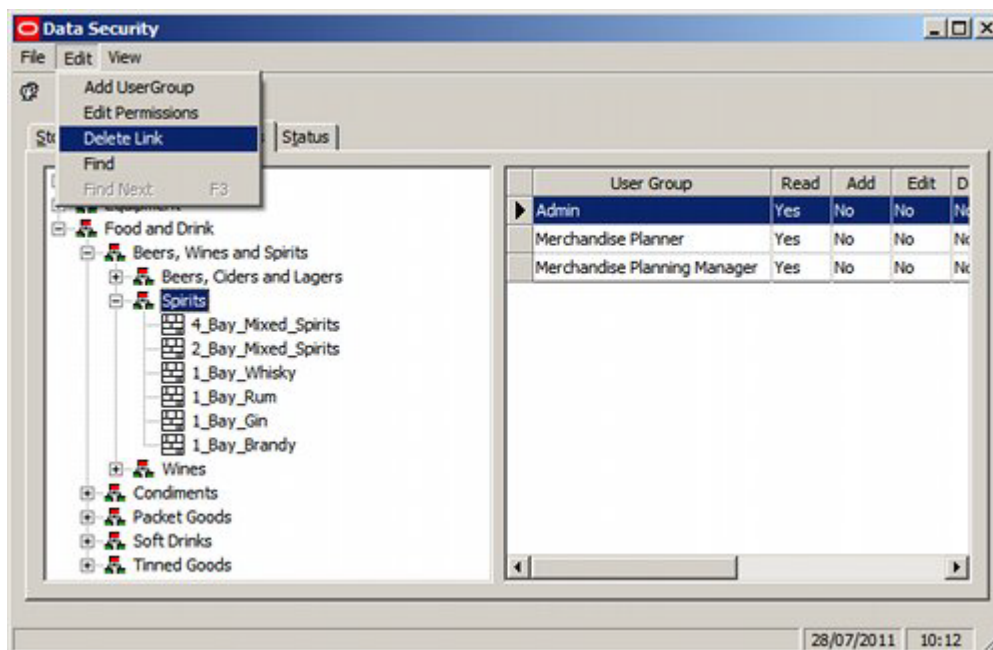 Data Security
File Edit View
Add UserGroup
Edit Permissions
Delete Link
Find
Find Next F3
Status
User Group Read Add Edit
Admin Yes No No
Merchandise Planner Yes No No
Merchandise Planning Manager Yes No No
Food and Drink
Beers, Wines and Spirits
Beers, Ciders and Lagers
Spirits
4_Bay_Mixed_Spirits
2_Bay_Mixed_Spirits
1_Bay_Whisky
1_Bay_Rum
1_Bay_Gin
1_Bay_Brandy
Wines
Condiments
Packet Goods
Soft Drinks
Tinned Goods
28/07/2011 10:12